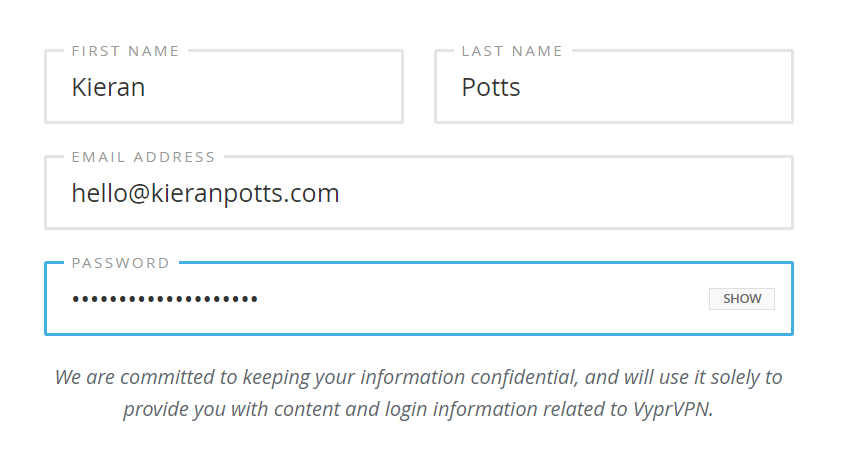 FIRST NAME LAST NAME
Kieran Potts
EMAIL ADDRESS
hello@kieranpotts.com
PASSWORD
•••••••••••••••••••• SHOW
We are committed to keeping your information confidential, and will use it solely to
provide you with content and login information related to VyprVPN.